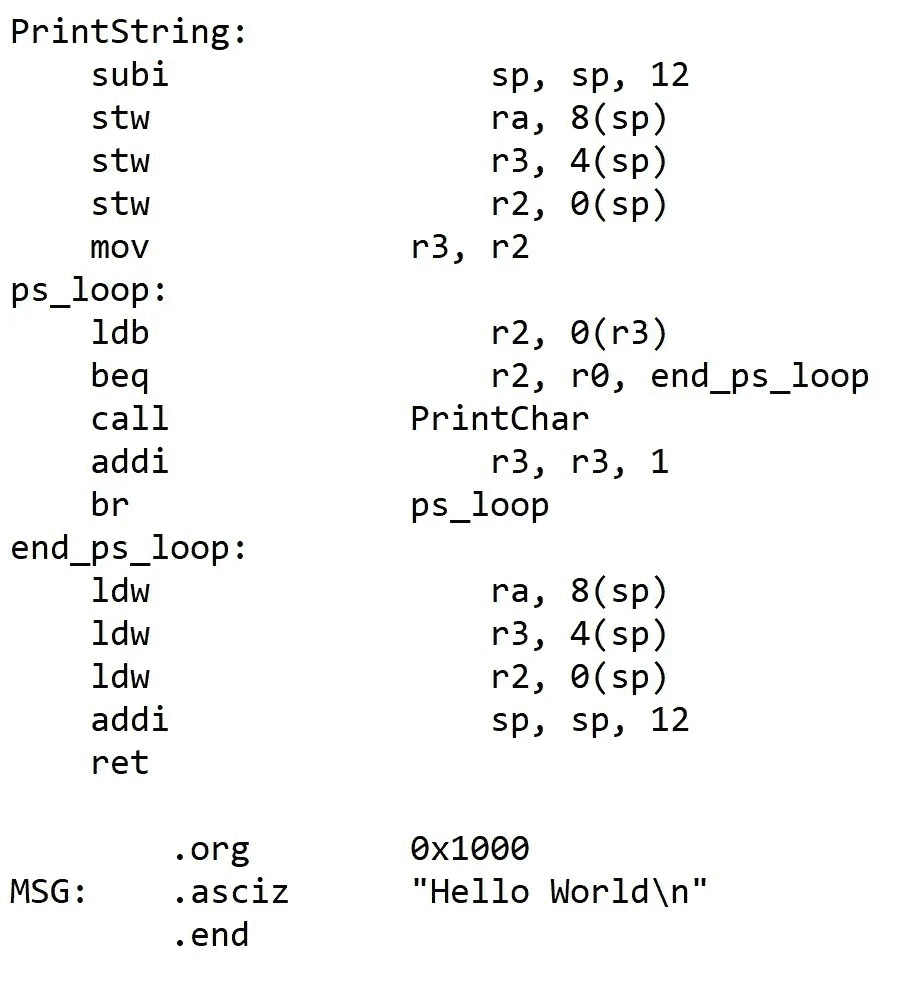 PrintString:
    subi                sp, sp, 12
    stw                 ra, 8(sp)
    stw                 r3, 4(sp)
    stw                 r2, 0(sp)
    mov             r3, r2
ps_loop:
    ldb                 r2, 0(r3)
    beq                 r2, r0, end_ps_loop
    call            PrintChar
    addi                r3, r3, 1
    br              ps_loop
end_ps_loop:
    ldw                 ra, 8(sp)
    ldw                 r3, 4(sp)
    ldw                 r2, 0(sp)
    addi                sp, sp, 12
    ret

        .org        0x1000
MSG:    .asciz      "Hello World\n"
        .end